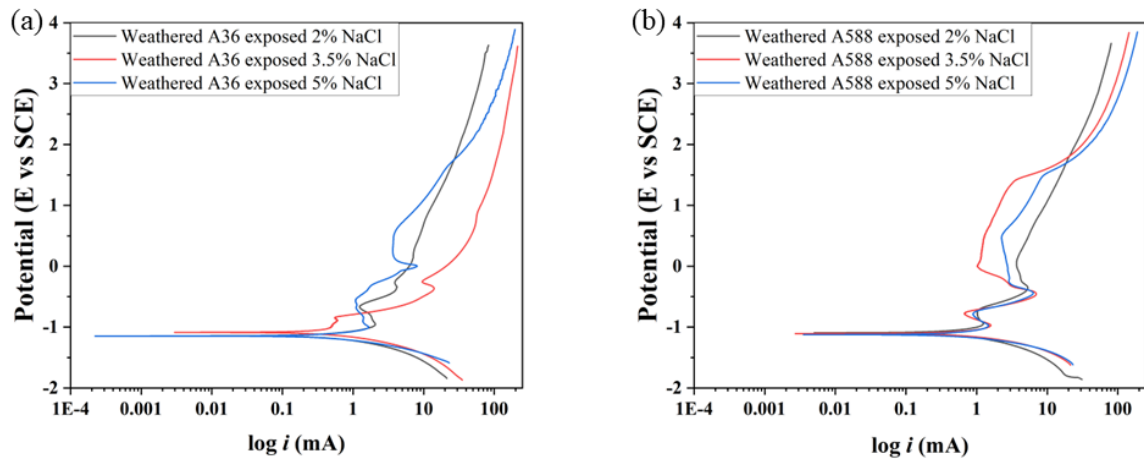 (a)
Weathered A36 exposed 2% NaCl
Weathered A36 exposed 3.5% NaCl
Weathered A36 exposed 5% NaCl
Potential (E vs SCE)
4
3
2
1
0
-1
-2
1E-4 0.001 0.01 0.1 1 10 100
log i (mA)
(b)
Weathered A588 exposed 2% NaCl
Weathered A588 exposed 3.5% NaCl
Weathered A588 exposed 5% NaCl
Potential (E vs SCE)
4
3
2
1
0
-1
-2
1E-4 0.001 0.01 0.1 1 10 100
log i (mA)